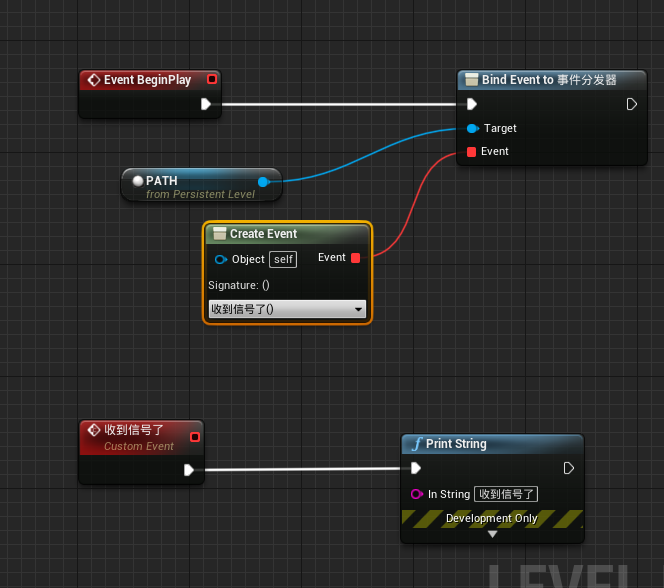 Event BeginPlay
Bind Event to 事件分发器
Target
Event
PATH
from Persistent Level
Create Event
Object self Event
Signature: ()
收到信号了()
收到信号了
Custom Event
f Print String
In String 收到信号了
Development Only
LEVEL